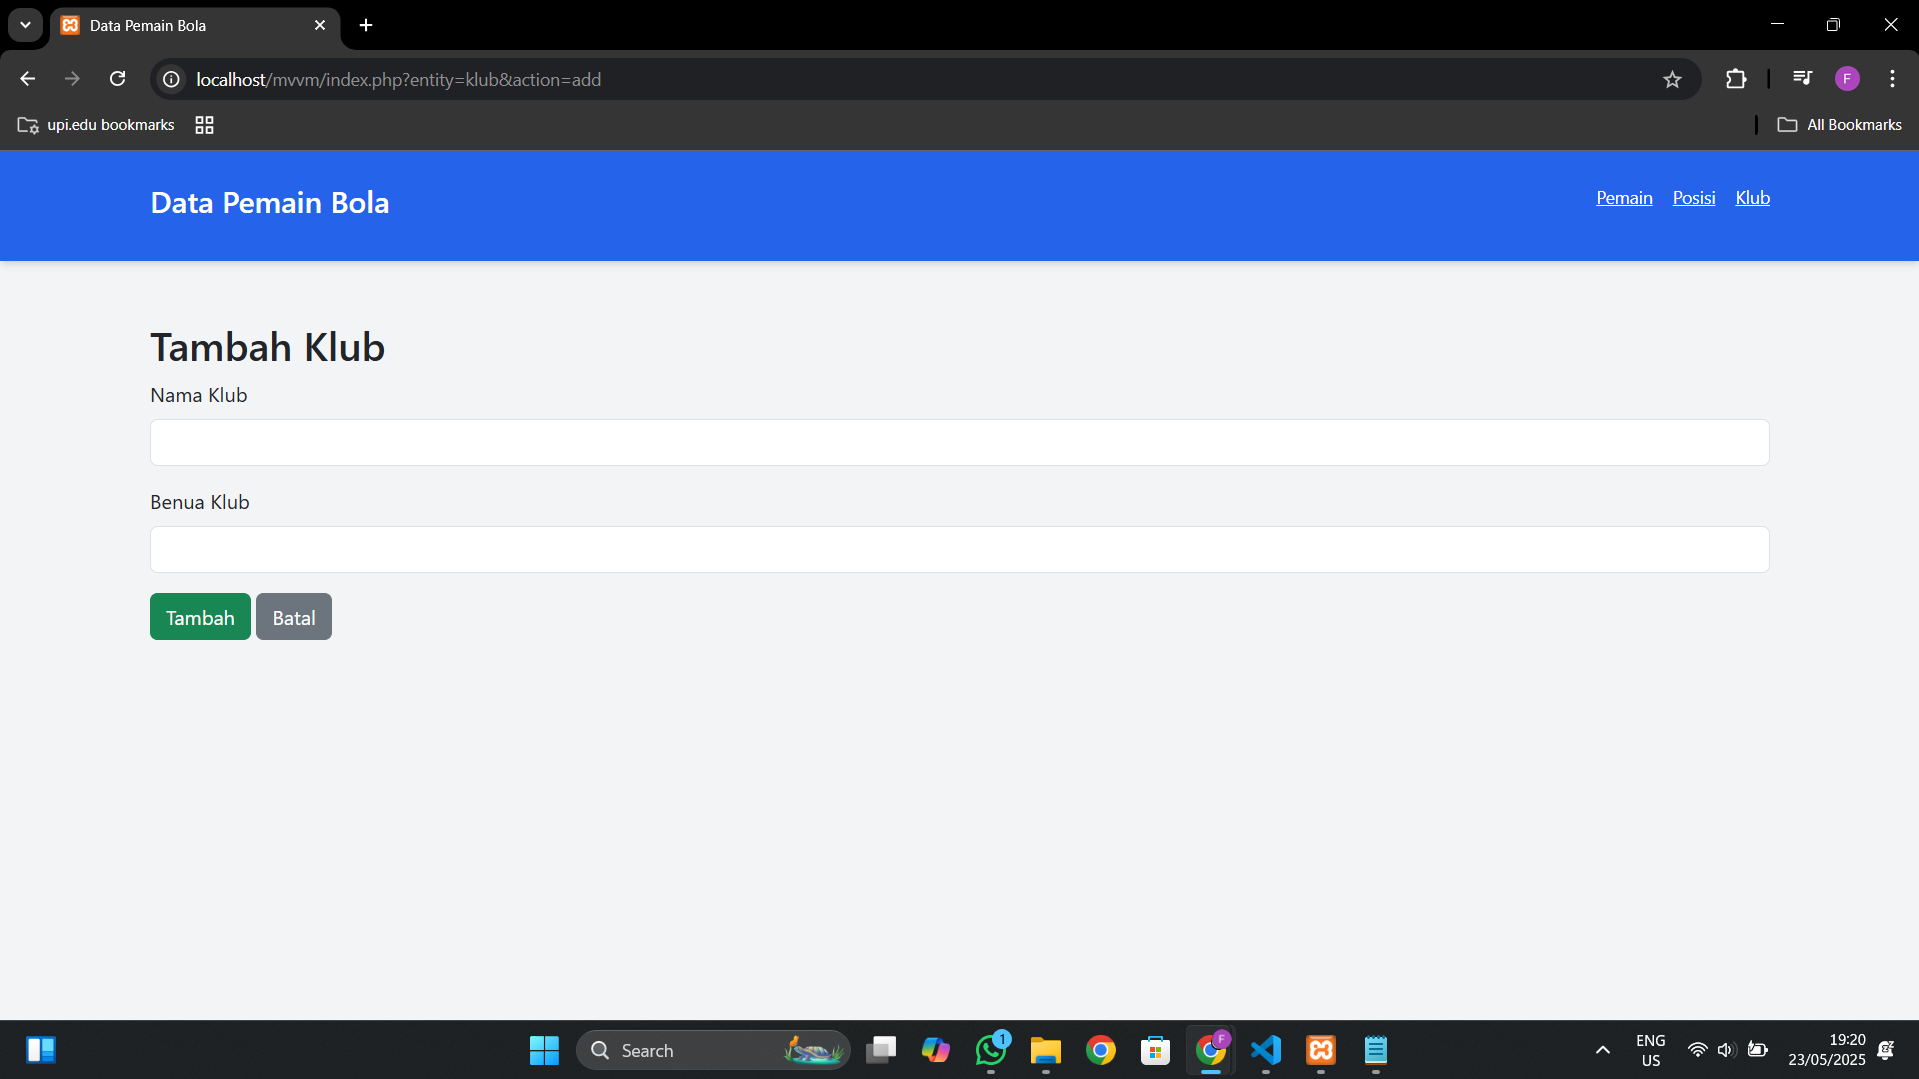 Data Pemain Bola
localhost/mvvm/index.php?entity=klub&action=add
F
upi.edu bookmarks
All Bookmarks
Data Pemain Bola
Pemain Posisi Klub
Tambah Klub
Nama Klub
Benua Klub
Tambah Batal
Search
1
F
ENG
US
19:20
23/05/2025